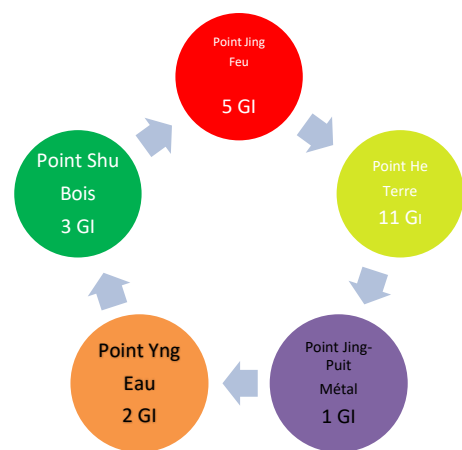 Point Jing
Feu
5 GI
Point He
Terre
11 GI
Point Jing-
Puit
Métal
1 GI
Point Yng
Eau
2 GI
Point Shu
Bois
3 GI